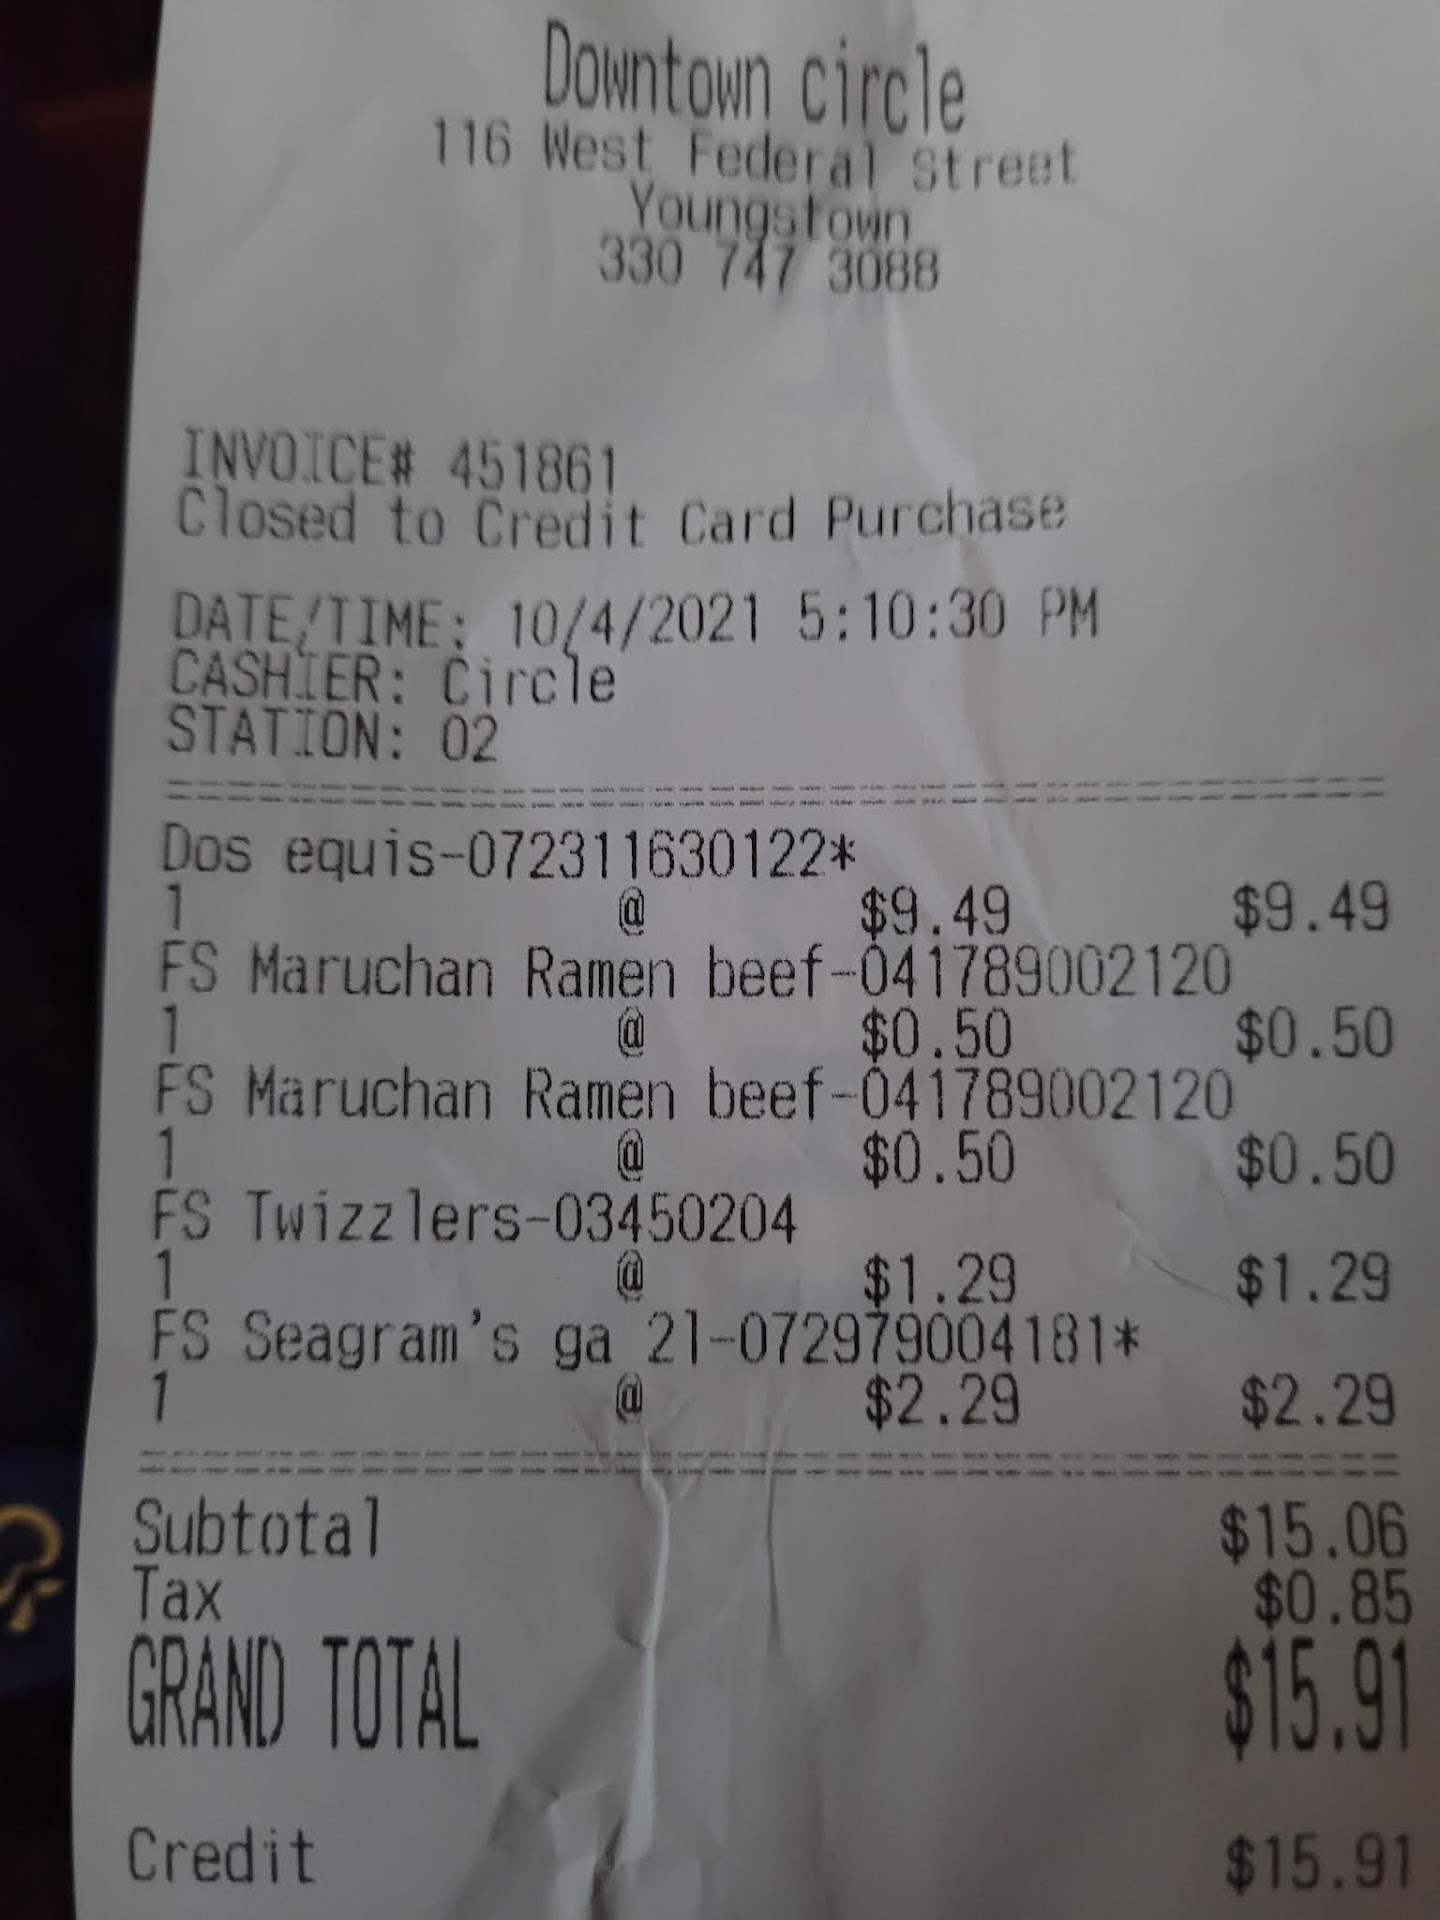 Downtown circle
116 West Federal Street
Youngstown
330 747 3088
INVOICE# 451861
Closed to Credit Card Purchase
DATE/TIME: 10/4/2021 5:10:30 PM
CASHIER: Circle
STATION: 02
Dos equis-072311630122*
1 @ $9.49 $9.49
FS Maruchan Ramen beef-041789002120
1 @ $0.50 $0.50
FS Maruchan Ramen beef-041789002120
1 @ $0.50 $0.50
FS Twizzlers-03450204
1 @ $1.29 $1.29
FS Seagram's ga 2l-072979004181*
1 @ $2.29 $2.29
Subtotal $15.06
Tax $0.85
GRAND TOTAL $15.91
Credit $15.91